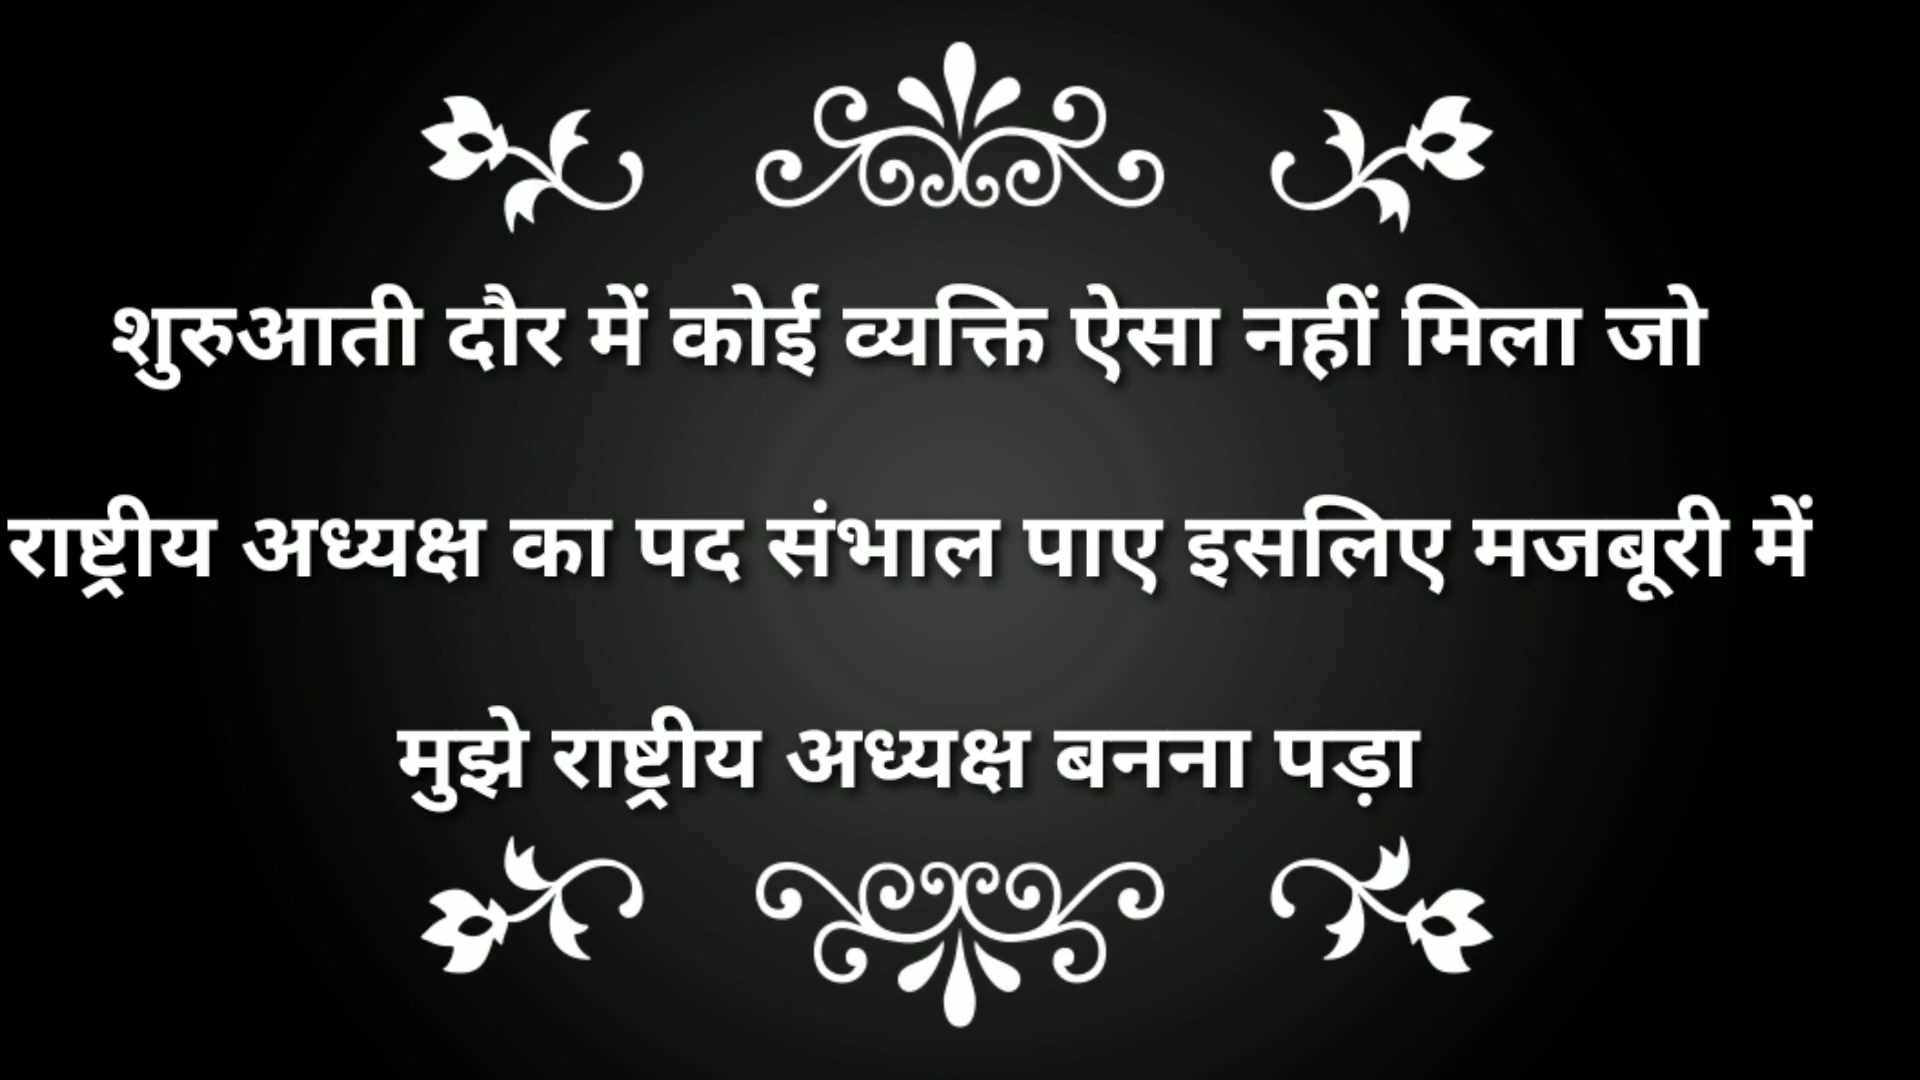 शुरुआती दौर में कोई व्यक्ति ऐसा नहीं मिला जो
राष्ट्रीय अध्यक्ष का पद संभाल पाए इसलिए मजबूरी में
मुझे राष्ट्रीय अध्यक्ष बनना पड़ा